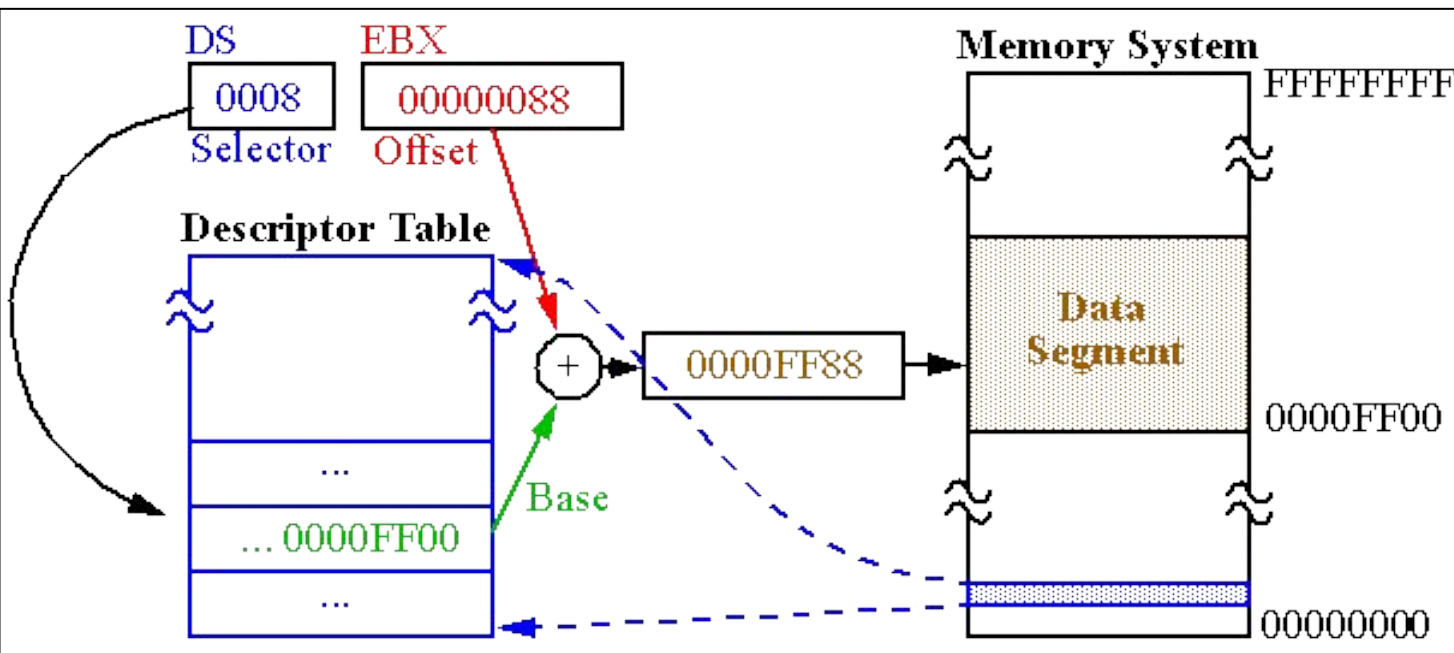 DS EBX
0008 00000088
Selector Offset
Memory System
FFFFFFFF
Descriptor Table
Data
Segment
+ 0000FF88
0000FF00
...
Base
... 0000FF00
...
00000000